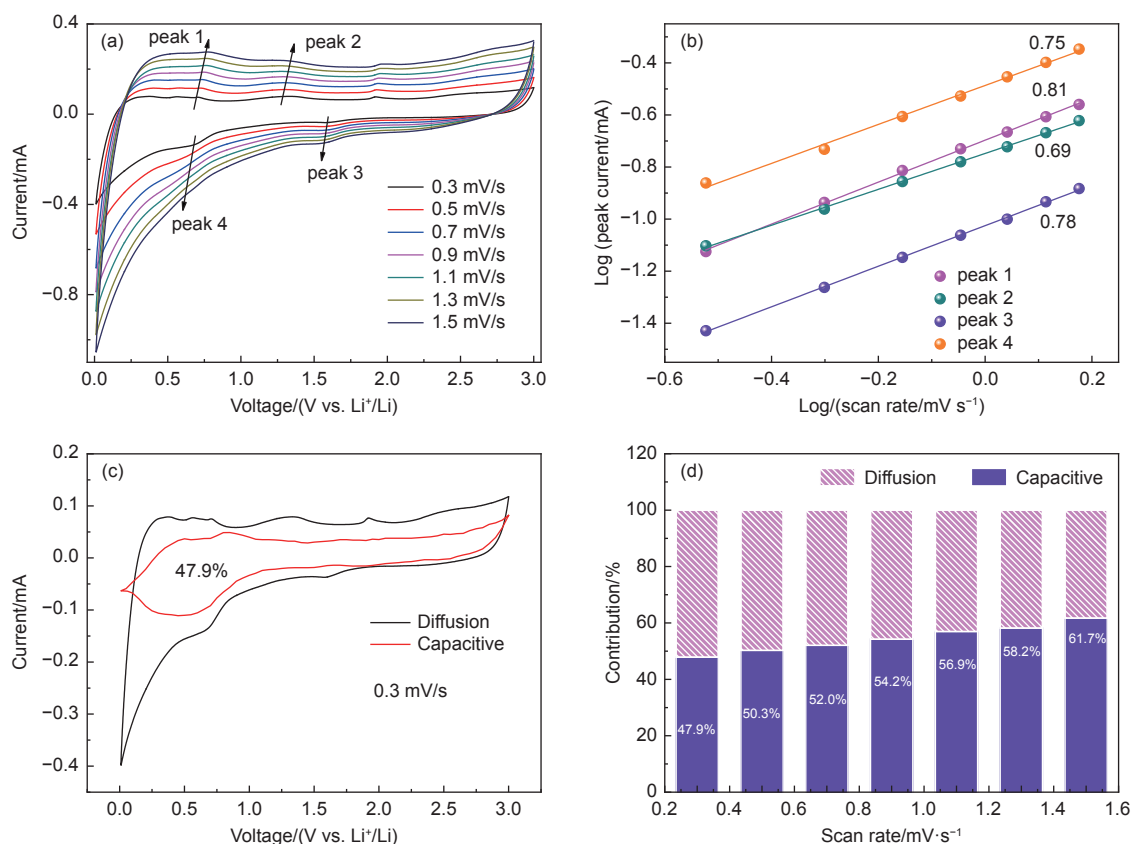 (a)
peak 1
peak 2
peak 3
peak 4
0.3 mV/s
0.5 mV/s
0.7 mV/s
0.9 mV/s
1.1 mV/s
1.3 mV/s
1.5 mV/s
0.4
0.0
−0.4
−0.8
Current/mA
0.0 0.5 1.0 1.5 2.0 2.5 3.0
Voltage/(V vs. Li⁺/Li)
(b)
0.75
0.81
0.69
0.78
peak 1
peak 2
peak 3
peak 4
−0.4
−0.6
−0.8
−1.0
−1.2
−1.4
Log (peak current/mA)
−0.6 −0.4 −0.2 0.0 0.2
Log/(scan rate/mV s⁻¹)
(c)
47.9%
Diffusion
Capacitive
0.3 mV/s
0.2
0.1
0.0
−0.1
−0.2
−0.3
−0.4
Current/mA
0.0 0.5 1.0 1.5 2.0 2.5 3.0
Voltage/(V vs. Li⁺/Li)
(d)
Diffusion Capacitive
47.9%
50.3%
52.0%
54.2%
56.9%
58.2%
61.7%
120
100
80
60
40
20
0
Contribution/%
0.2 0.4 0.6 0.8 1.0 1.2 1.4 1.6
Scan rate/mV·s⁻¹